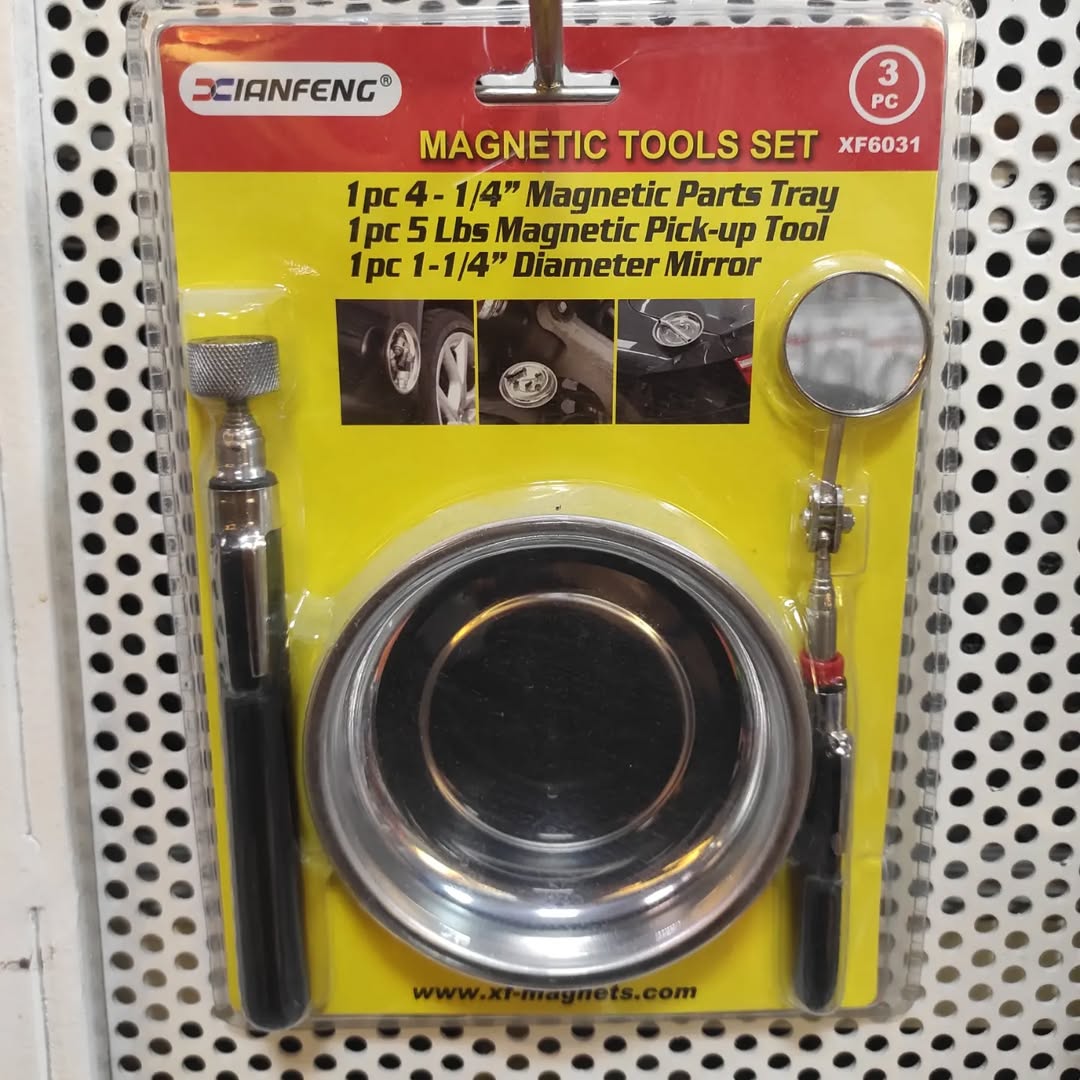 XIANFENG®
3
PC
MAGNETIC TOOLS SET
XF6031
1pc 4 - 1/4” Magnetic Parts Tray
1pc 5 Lbs Magnetic Pick-up Tool
1pc 1-1/4” Diameter Mirror
www.xf-magnets.com